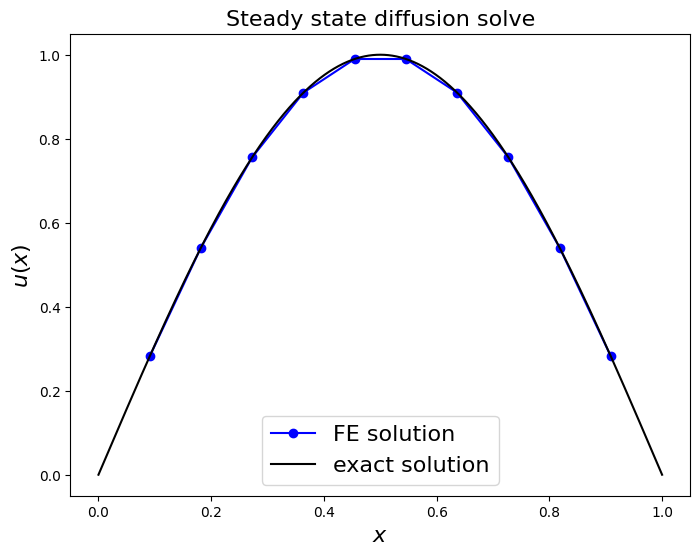 Steady state diffusion solve
1.0
0.8
0.6
0.4
0.2
0.0
u(x)
FE solution
exact solution
0.0 0.2 0.4 0.6 0.8 1.0
x